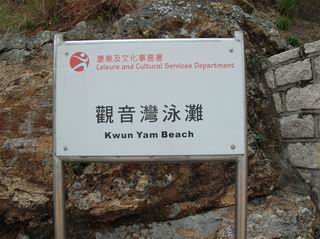 康樂及文化事務署
Leisure and Cultural Services Department
觀音灣泳灘
Kwun Yam Beach